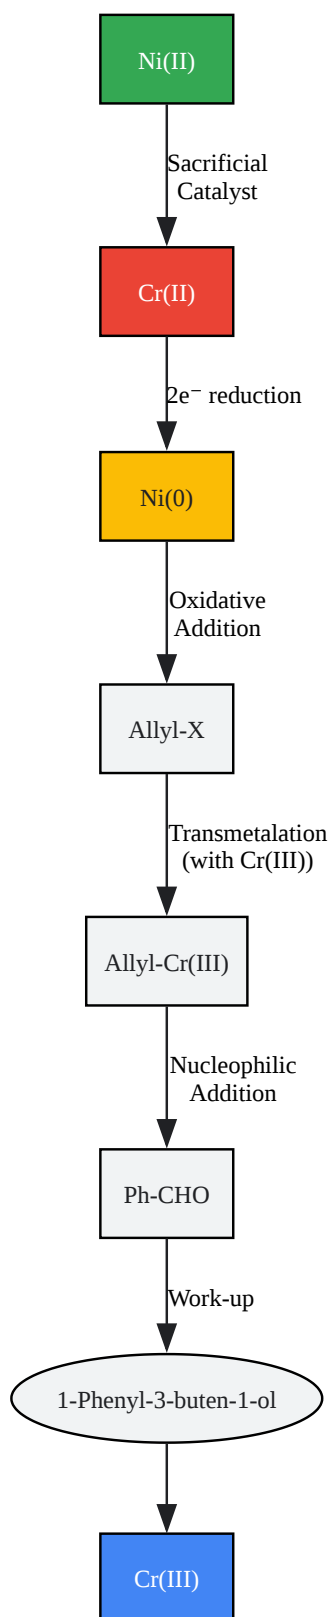 Ni(II)
Sacrificial
Catalyst
Cr(II)
2e⁻ reduction
Ni(0)
Oxidative
Addition
Allyl-X
Transmetalation
(with Cr(III))
Allyl-Cr(III)
Nucleophilic
Addition
Ph-CHO
Work-up
1-Phenyl-3-buten-1-ol
Cr(III)